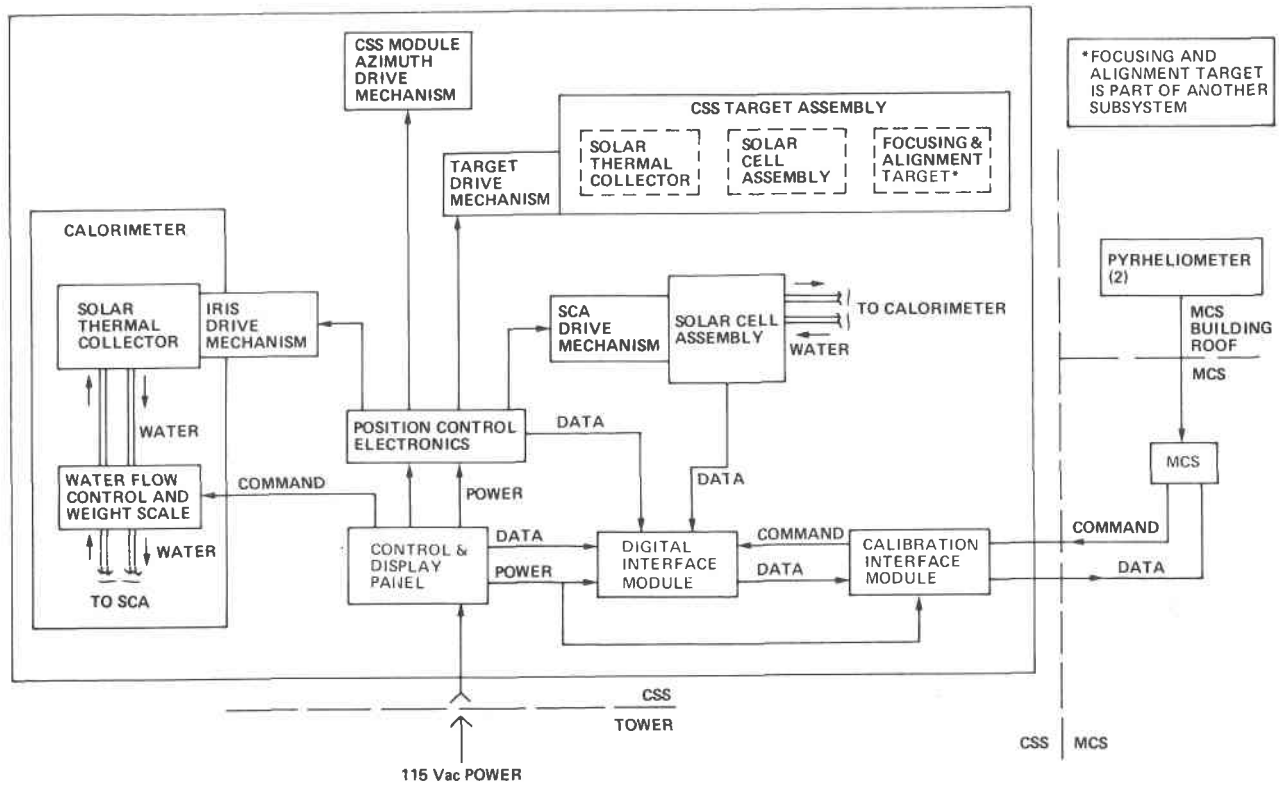 CSS MODULE
AZIMUTH
DRIVE
MECHANISM
*FOCUSING AND
ALIGNMENT TARGET
IS PART OF ANOTHER
SUBSYSTEM
CSS TARGET ASSEMBLY
SOLAR
THERMAL
COLLECTOR
SOLAR
CELL
ASSEMBLY
FOCUSING &
ALIGNMENT
TARGET*
TARGET
DRIVE
MECHANISM
CALORIMETER
SOLAR
THERMAL
COLLECTOR
IRIS
DRIVE
MECHANISM
SCA
DRIVE
MECHANISM
SOLAR CELL
ASSEMBLY
TO CALORIMETER
WATER
PYRHELIOMETER
(2)
MCS
BUILDING
ROOF
MCS
WATER
POSITION CONTROL
ELECTRONICS
DATA
DATA
MCS
WATER FLOW
CONTROL AND
WEIGHT SCALE
COMMAND
POWER
WATER
TO SCA
CONTROL &
DISPLAY
PANEL
DATA
POWER
DIGITAL
INTERFACE
MODULE
COMMAND
DATA
CALIBRATION
INTERFACE
MODULE
COMMAND
DATA
CSS
TOWER
CSS
MCS
115 Vac POWER